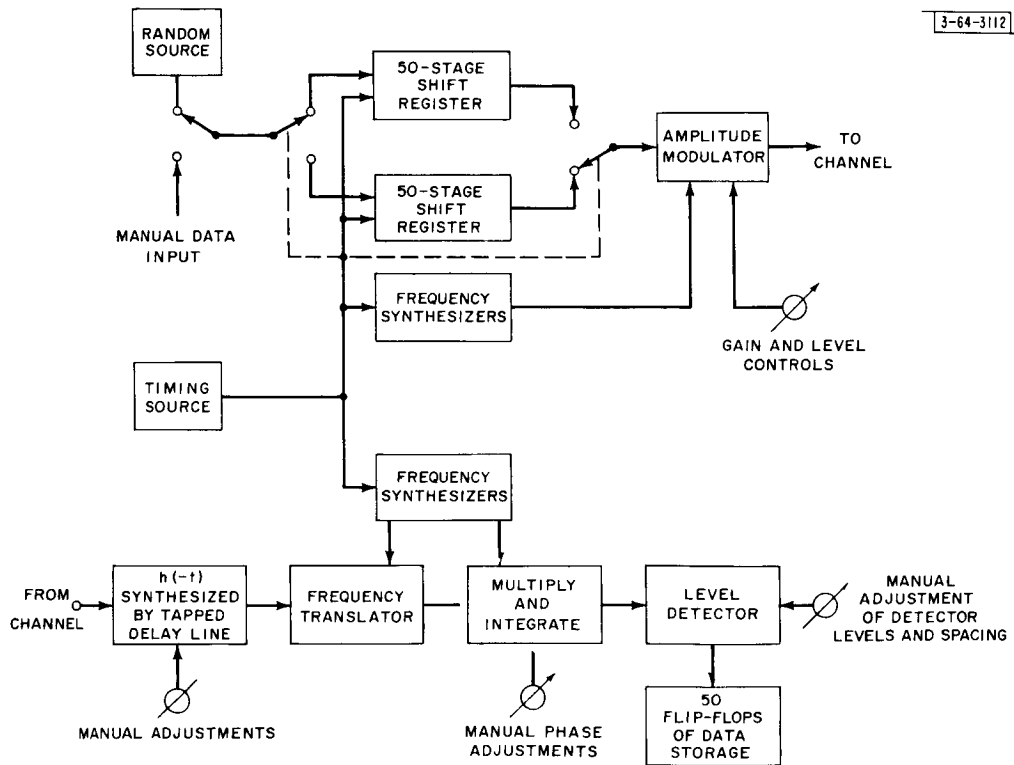 3-64-3112
RANDOM
SOURCE
50-STAGE
SHIFT
REGISTER
AMPLITUDE
MODULATOR
TO
CHANNEL
MANUAL DATA
INPUT
50-STAGE
SHIFT
REGISTER
FREQUENCY
SYNTHESIZERS
GAIN AND LEVEL
CONTROLS
TIMING
SOURCE
FREQUENCY
SYNTHESIZERS
FROM
CHANNEL
h(-t)
SYNTHESIZED
BY TAPPED
DELAY LINE
FREQUENCY
TRANSLATOR
MULTIPLY
AND
INTEGRATE
LEVEL
DETECTOR
MANUAL
ADJUSTMENT
OF DETECTOR
LEVELS AND SPACING
MANUAL ADJUSTMENTS
MANUAL PHASE
ADJUSTMENTS
50
FLIP-FLOPS
OF DATA
STORAGE